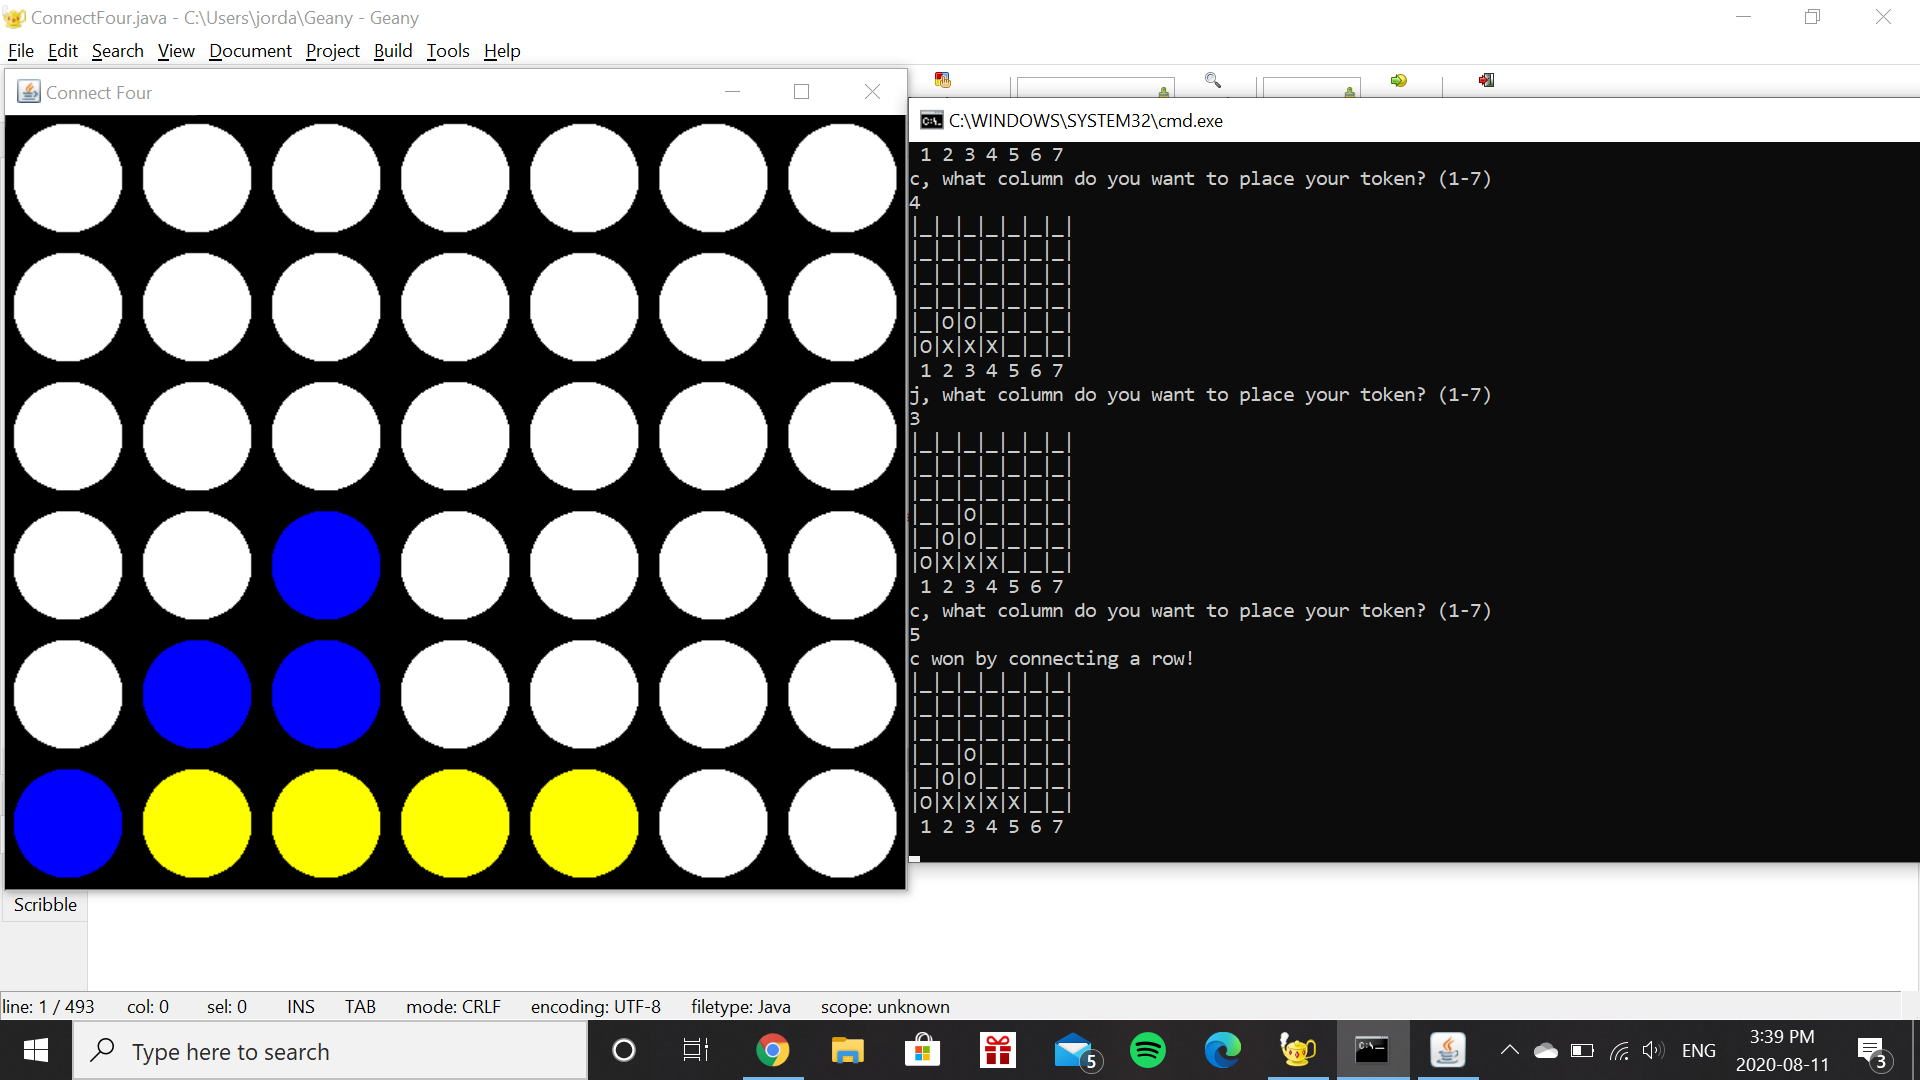 ConnectFour.java - C:\Users\jorda\Geany - Geany
File Edit Search View Document Project Build Tools Help
Connect Four
C:\WINDOWS\SYSTEM32\cmd.exe
 1 2 3 4 5 6 7
c, what column do you want to place your token? (1-7)
4
|_|_|_|_|_|_|_|
|_|_|_|_|_|_|_|
|_|_|_|_|_|_|_|
|_|_|_|_|_|_|_|
|_|O|O|_|_|_|_|
|O|X|X|X|_|_|_|
 1 2 3 4 5 6 7
j, what column do you want to place your token? (1-7)
3
|_|_|_|_|_|_|_|
|_|_|_|_|_|_|_|
|_|_|_|_|_|_|_|
|_|_|O|_|_|_|_|
|_|O|O|_|_|_|_|
|O|X|X|X|_|_|_|
 1 2 3 4 5 6 7
c, what column do you want to place your token? (1-7)
5
c won by connecting a row!
|_|_|_|_|_|_|_|
|_|_|_|_|_|_|_|
|_|_|_|_|_|_|_|
|_|_|O|_|_|_|_|
|_|O|O|_|_|_|_|
|O|X|X|X|X|_|_|
 1 2 3 4 5 6 7
Scribble
line: 1 / 493 col: 0 sel: 0 INS TAB mode: CRLF encoding: UTF-8 filetype: Java scope: unknown
Type here to search
5
ENG
3:39 PM
2020-08-11
3